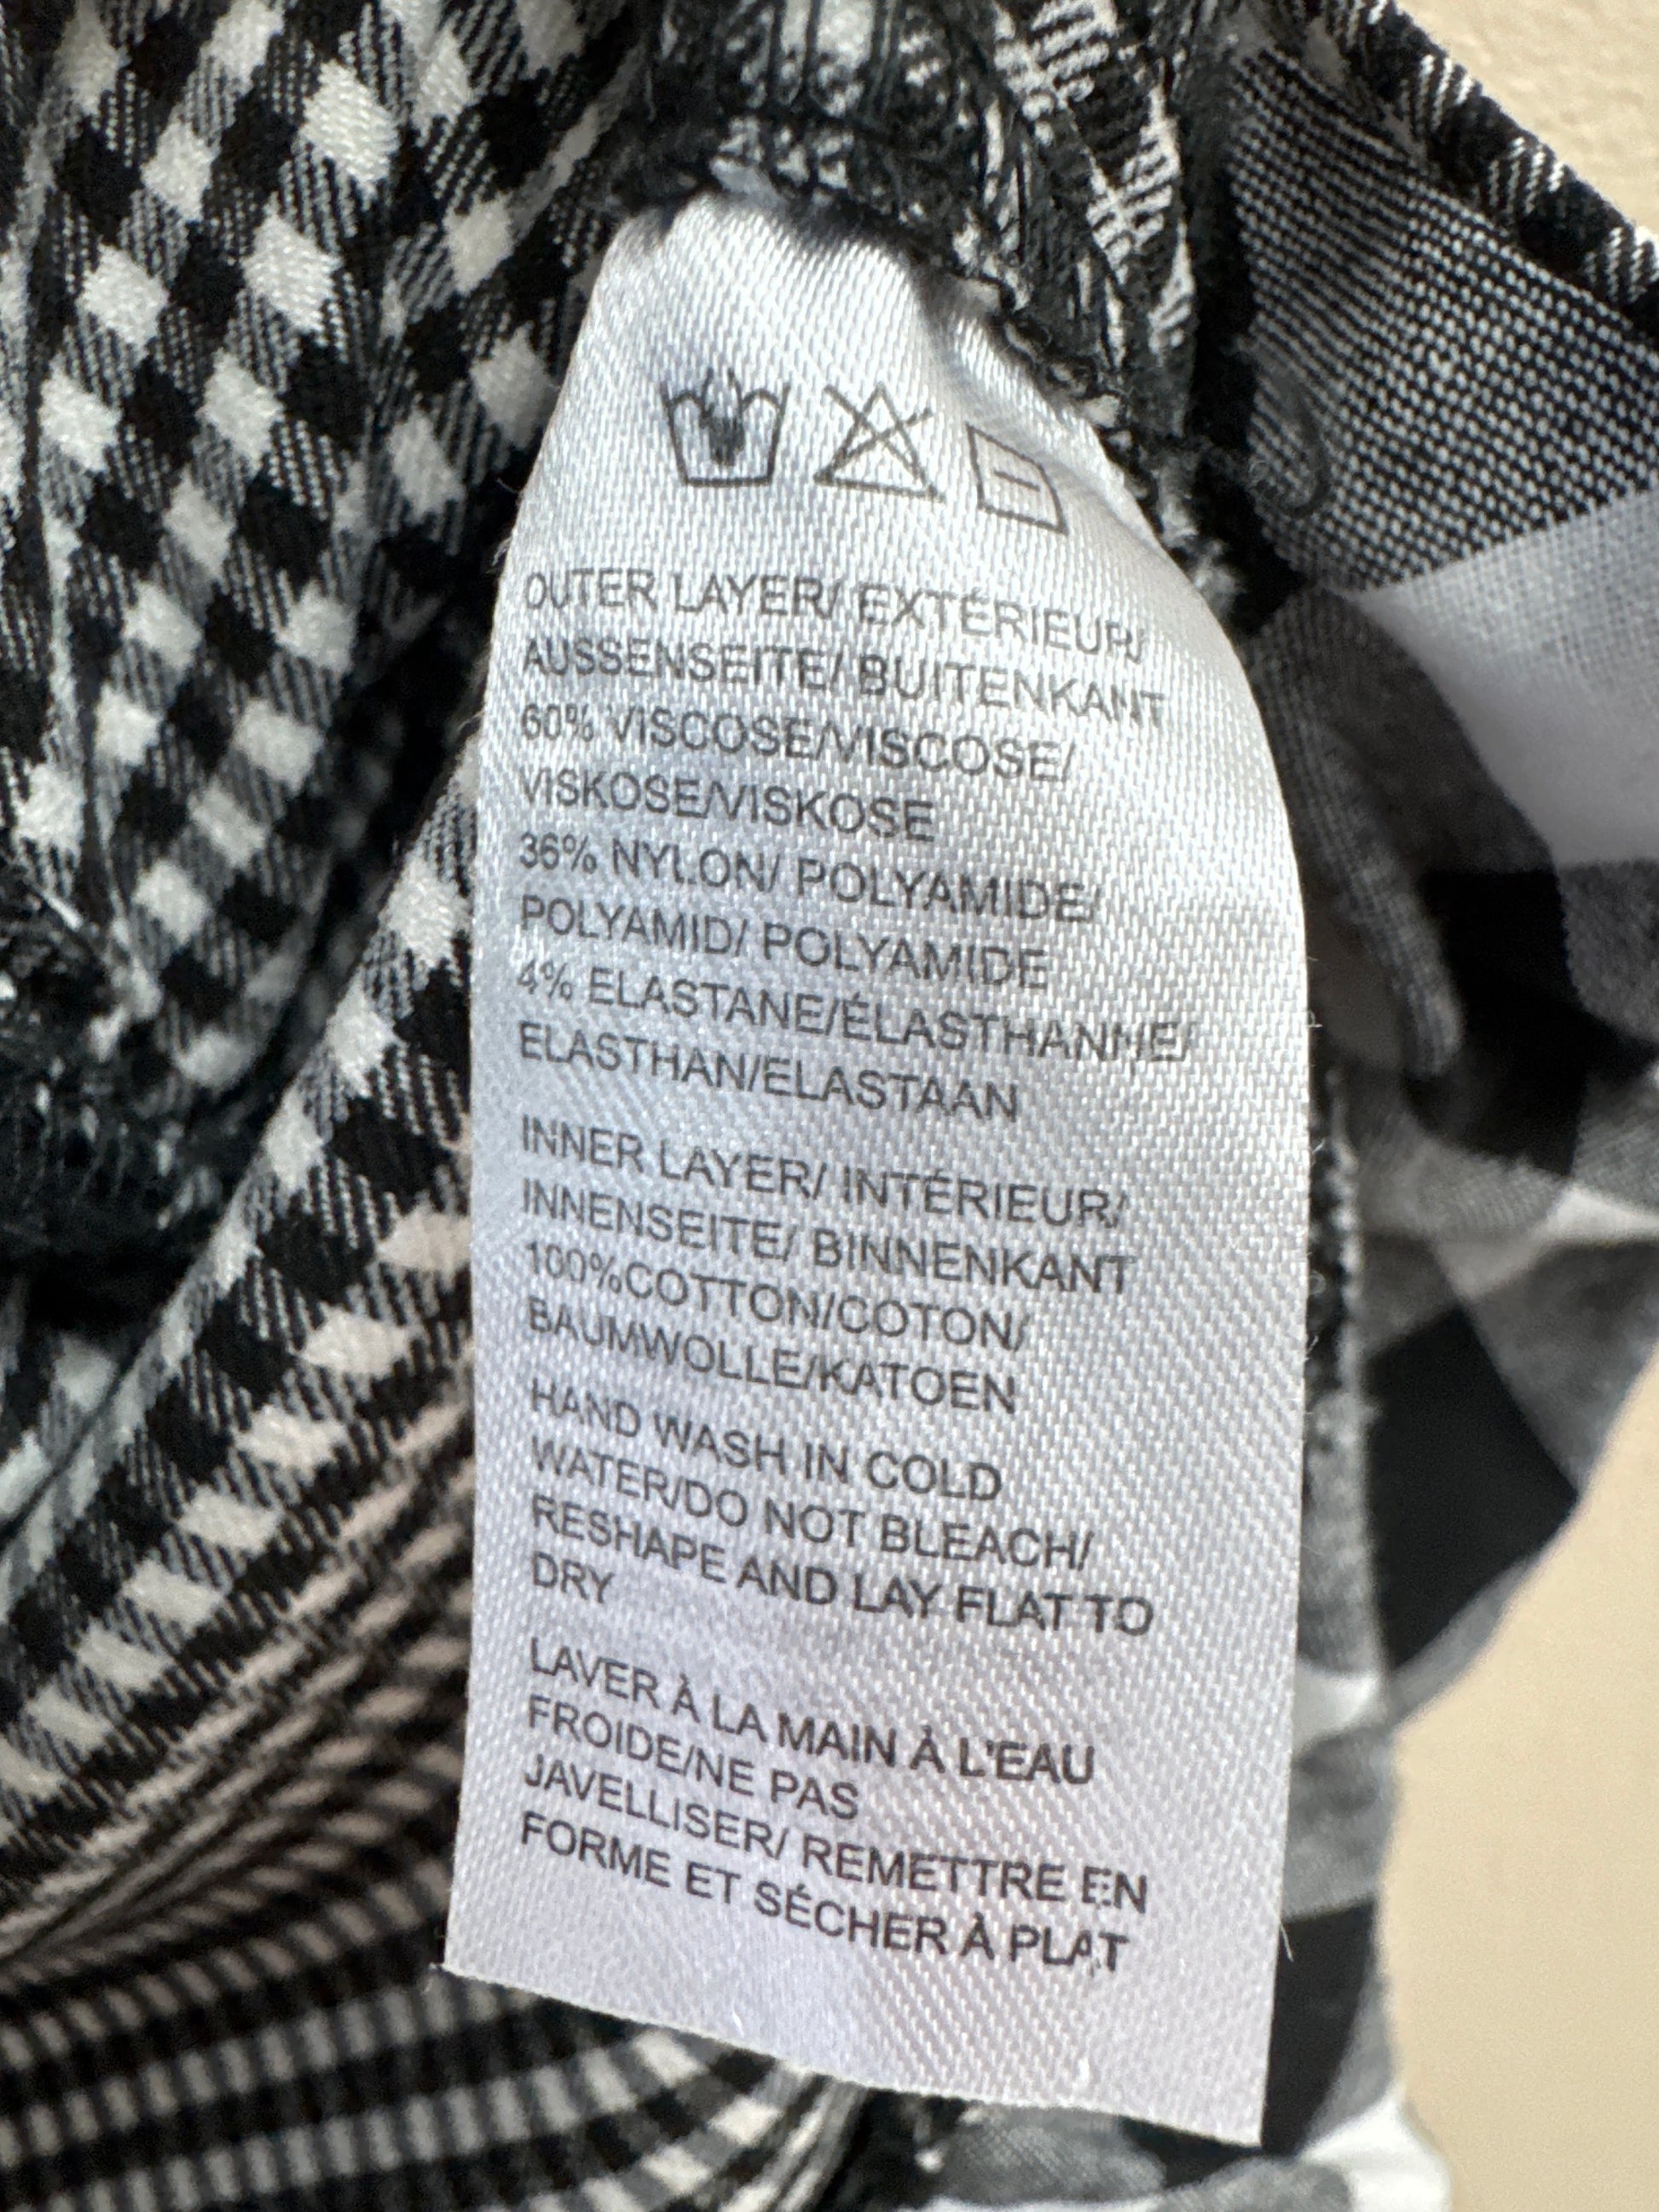 OUTER LAYER/ EXTÉRIEUR/
AUSSENSEITE/ BUITENKANT
60% VISCOSE/VISCOSE/
VISKOSE/VISKOSE
36% NYLON/ POLYAMIDE/
POLYAMID/ POLYAMIDE
4% ELASTANE/ÉLASTHANNE/
ELASTHAN/ELASTAAN
INNER LAYER/ INTÉRIEUR/
INNENSEITE/ BINNENKANT
100%COTTON/COTON/
BAUMWOLLE/KATOEN
HAND WASH IN COLD
WATER/DO NOT BLEACH/
RESHAPE AND LAY FLAT TO
DRY
LAVER À LA MAIN À L'EAU
FROIDE/NE PAS
JAVELLISER/ REMETTRE EN
FORME ET SÉCHER À PLAT